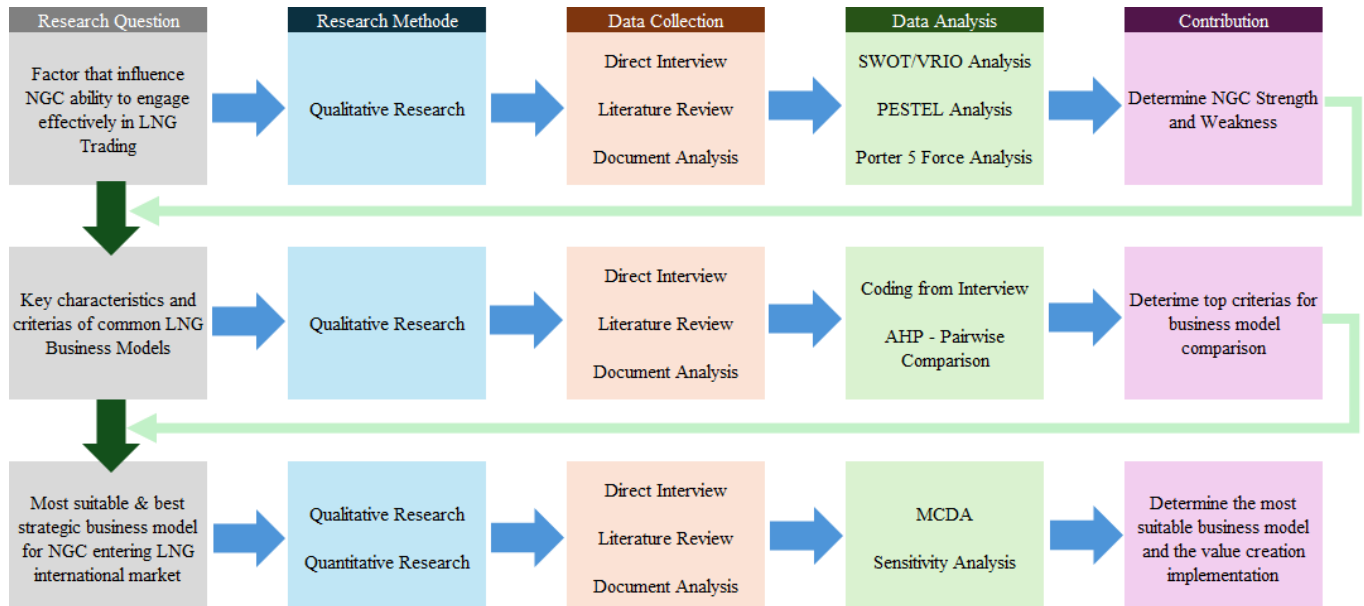 Research Question
Research Methode
Data Collection
Data Analysis
Contribution
Factor that influence
NGC ability to engage
effectively in LNG
Trading
Qualitative Research
Direct Interview
Literature Review
Document Analysis
SWOT/VRIO Analysis
PESTEL Analysis
Porter 5 Force Analysis
Determine NGC Strength
and Weakness
Key characteristics and
criterias of common LNG
Business Models
Qualitative Research
Direct Interview
Literature Review
Document Analysis
Coding from Interview
AHP - Pairwise
Comparison
Deterime top criterias for
business model
comparison
Most suitable & best
strategic business model
for NGC entering LNG
international market
Qualitative Research
Quantitative Research
Direct Interview
Literature Review
Document Analysis
MCDA
Sensitivity Analysis
Determine the most
suitable business model
and the value creation
implementation